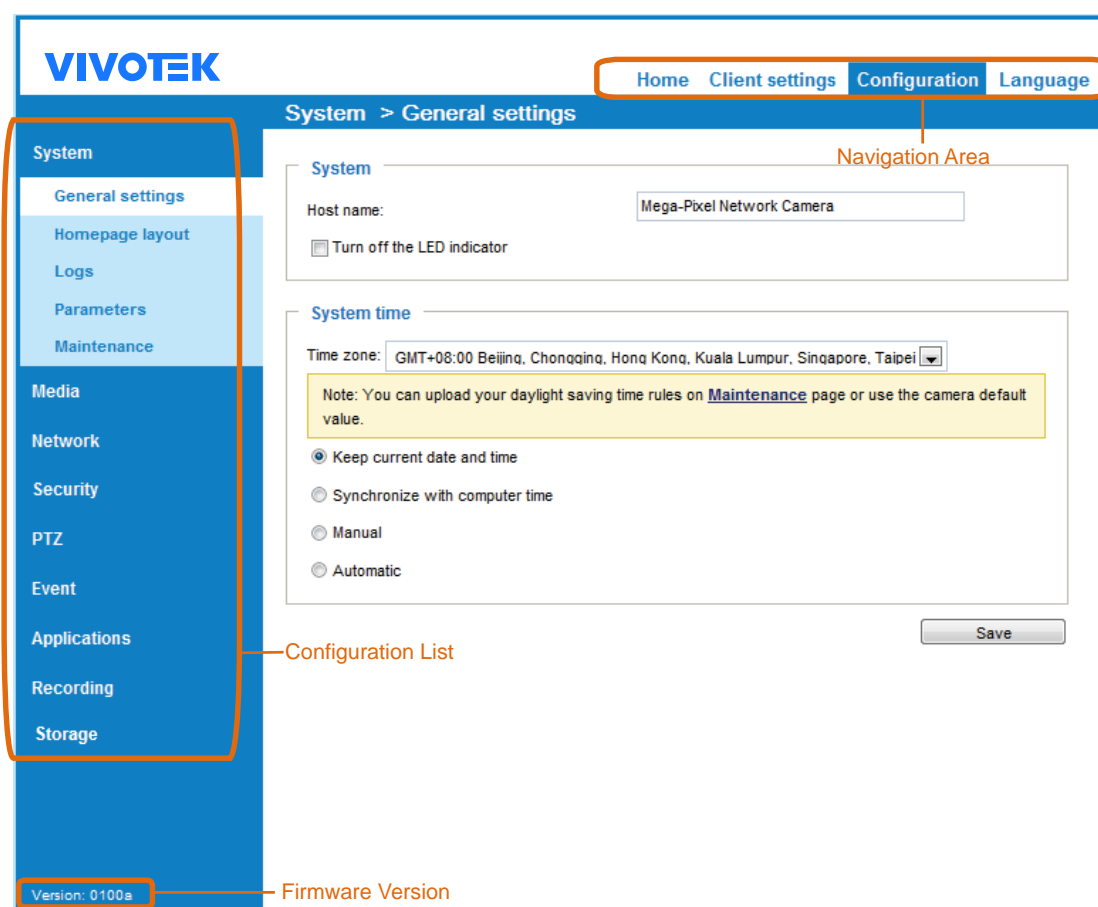 VIVOTEK
Home Client settings Configuration Language
System > General settings
Navigation Area
System
General settings
Homepage layout
Logs
Parameters
Maintenance
Media
Network
Security
PTZ
Event
Applications
Recording
Storage
Version: 0100a
System
Host name: Mega-Pixel Network Camera
Turn off the LED indicator
System time
Time zone: GMT+08:00 Beijing, Chongqing, Hong Kong, Kuala Lumpur, Singapore, Taipei
Note: You can upload your daylight saving time rules on Maintenance page or use the camera default
value.
Keep current date and time
Synchronize with computer time
Manual
Automatic
Save
Configuration List
Firmware Version